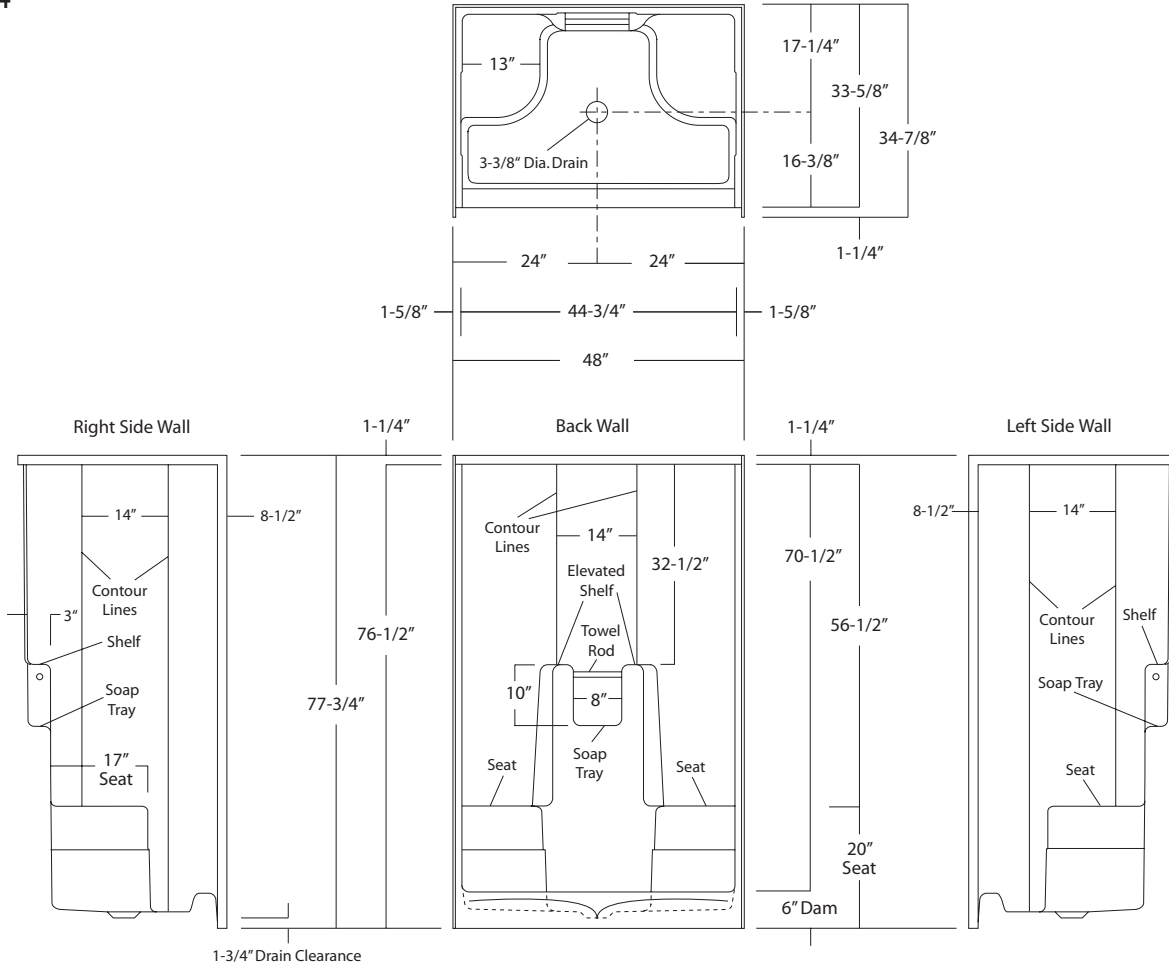 17-1/4”
13”
33-5/8”
34-7/8”
3-3/8“ Dia. Drain
16-3/8”
1-1/4”
24”
24”
1-5/8”
44-3/4”
1-5/8”
48”
Right Side Wall
1-1/4”
Back Wall
1-1/4”
Left Side Wall
14”
8-1/2”
Contour
Lines
14”
32-1/2”
70-1/2”
8-1/2”
14”
Contour
Lines
3“
Shelf
Elevated
Shelf
76-1/2”
56-1/2”
Contour
Lines
Shelf
Towel
Rod
Soap
Tray
77-3/4”
10”
8”
Soap Tray
17”
Seat
Seat
Soap
Tray
Seat
Seat
20”
Seat
6” Dam
1-3/4” Drain Clearance